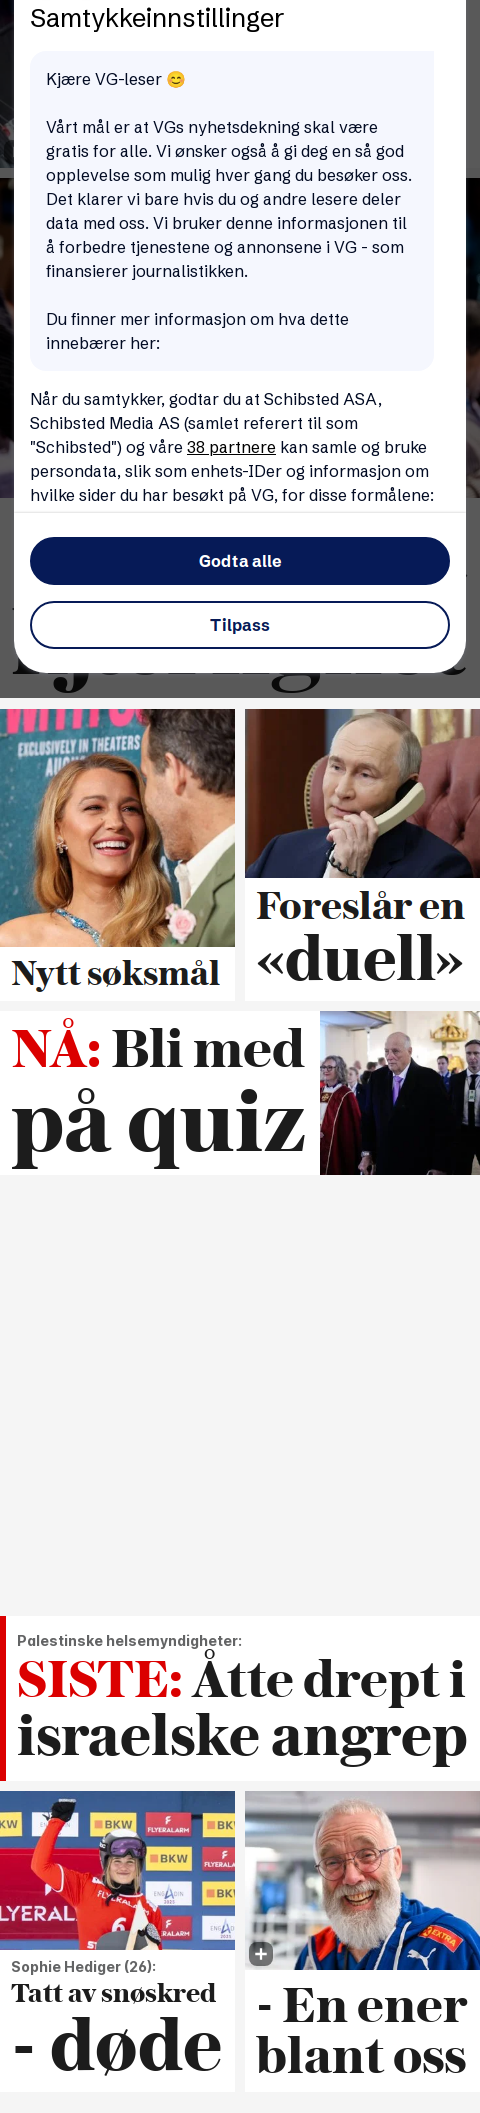 Samtykkeinnstillinger
Kjære VG-leser 😊
Vårt mål er at VGs nyhetsdekning skal være
gratis for alle. Vi ønsker også å gi deg en så god
opplevelse som mulig hver gang du besøker oss.
Det klarer vi bare hvis du og andre lesere deler
data med oss. Vi bruker denne informasjonen til
å forbedre tjenestene og annonsene i VG - som
finansierer journalistikken.
Du finner mer informasjon om hva dette
innebærer her:
Når du samtykker, godtar du at Schibsted ASA,
Schibsted Media AS (samlet referert til som
"Schibsted") og våre 38 partnere kan samle og bruke
persondata, slik som enhets-IDer og informasjon om
hvilke sider du har besøkt på VG, for disse formålene:
Godta alle
Tilpass
EXCLUSIVELY IN THEATERS
Nytt søksmål
Foreslår en
«duell»
NÅ: Bli med
på quiz
Palestinske helsemyndigheter:
SISTE: Åtte drept i
israelske angrep
BKW
FLYERALARM
BKW
Sophie Hediger (26):
Tatt av snøskred
- døde
EXTRA
- En ener
blant oss